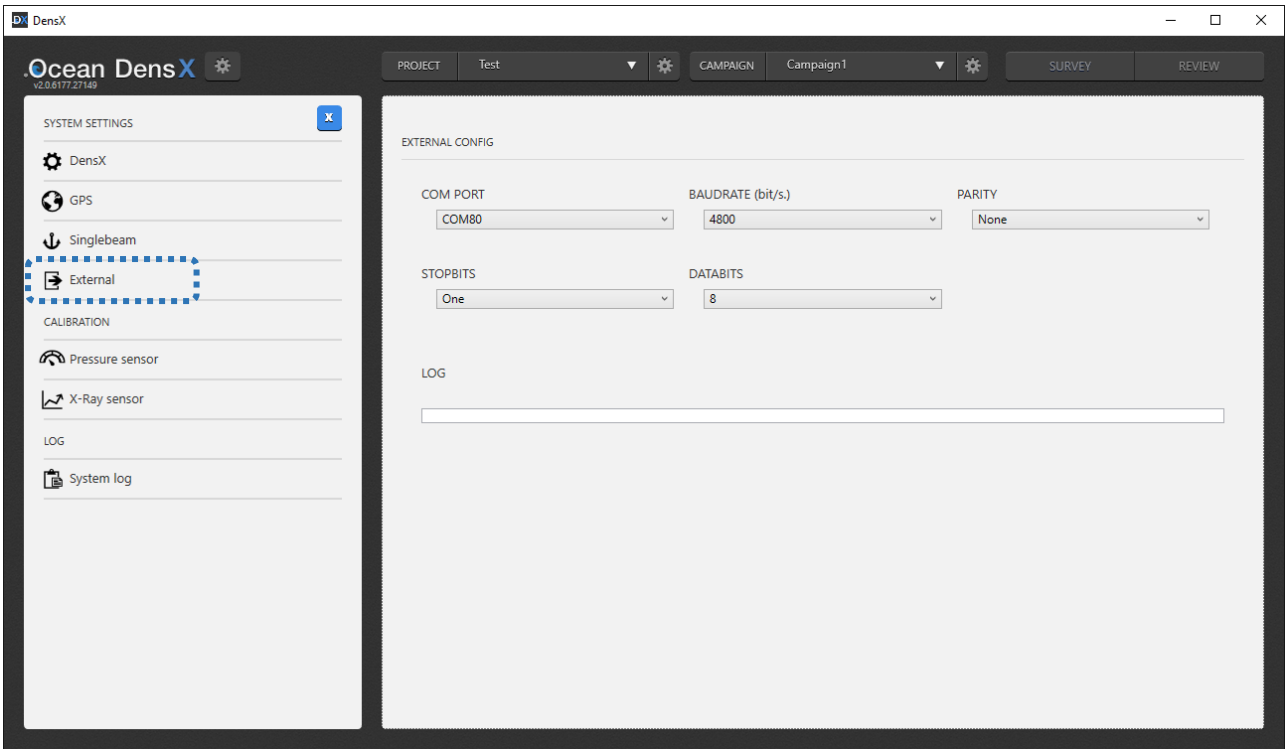 DX DensX
.Ocean DensX
v2.0.6177.27149
PROJECT Test CAMPAIGN Campaign1 SURVEY REVIEW
SYSTEM SETTINGS X
DensX
GPS
Singlebeam
External
CALIBRATION
Pressure sensor
X-Ray sensor
LOG
System log
EXTERNAL CONFIG
COM PORT BAUDRATE (bit/s.) PARITY
COM80 4800 None
STOPBITS DATABITS
One 8
LOG